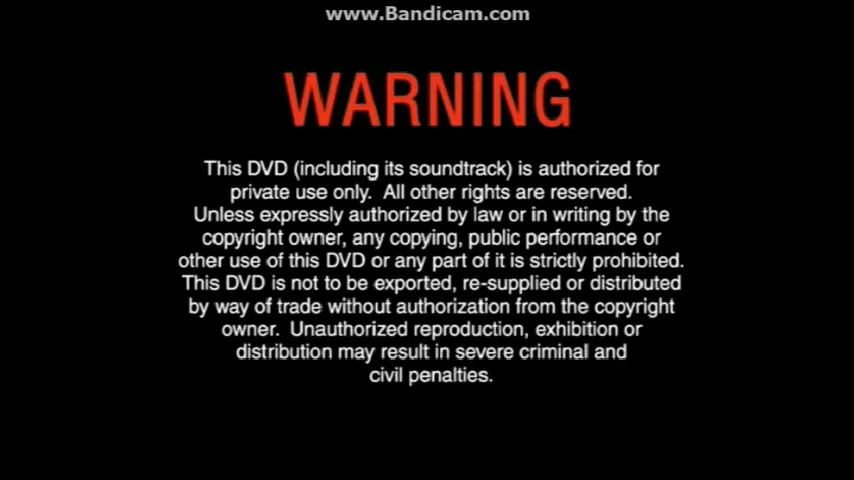 www.Bandicam.com
WARNING
This DVD (including its soundtrack) is authorized for
private use only.  All other rights are reserved.
Unless expressly authorized by law or in writing by the
copyright owner, any copying, public performance or
other use of this DVD or any part of it is strictly prohibited.
This DVD is not to be exported, re-supplied or distributed
by way of trade without authorization from the copyright
owner.  Unauthorized reproduction, exhibition or
distribution may result in severe criminal and
civil penalties.